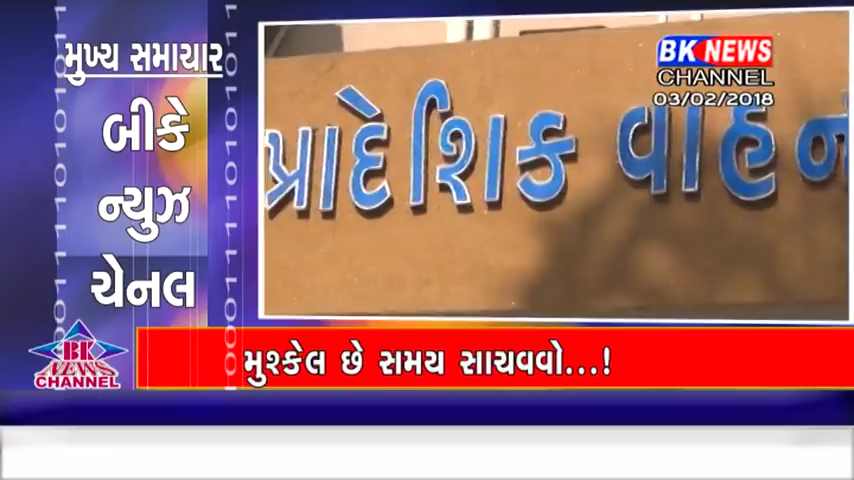 મુખ્ય સમાચાર
બીકે
ન્યુઝ
ચેનલ
BK NEWS
CHANNEL
03/02/2018
પ્રાદેશિક વાહન
મુશ્કેલ છે સમય સાચવવો...!
BK
NEWS
CHANNEL